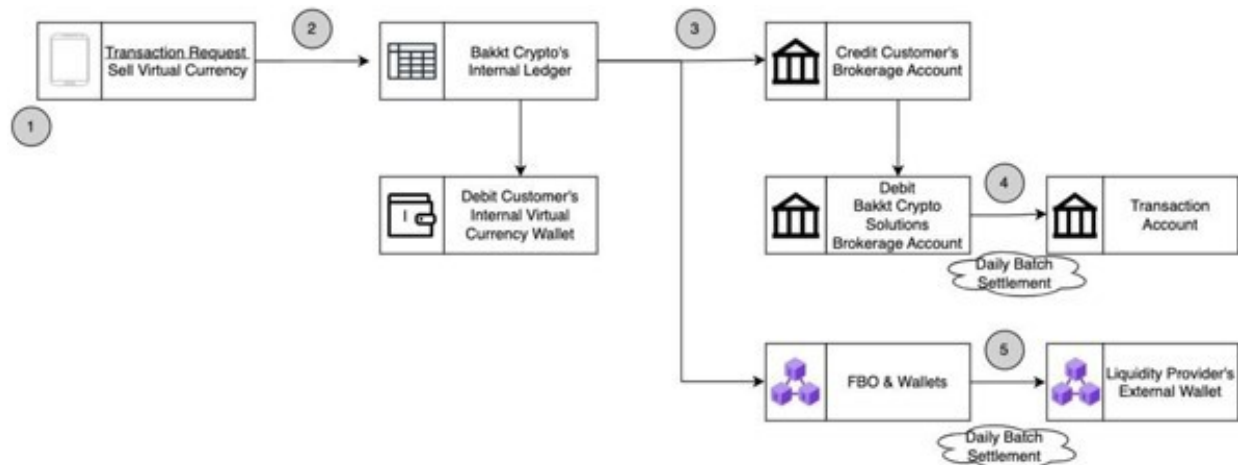 2
3
Transaction Request
Sell Virtual Currency
Bakkt Crypto's
Internal Ledger
Credit Customer's
Brokerage Account
1
Debit Customer's
Internal Virtual
Currency Wallet
Debit
Bakkt Crypto
Solutions
Brokerage Account
4
Transaction
Account
Daily Batch
Settlement
FBO & Wallets
5
Liquidity Provider's
External Wallet
Daily Batch
Settlement